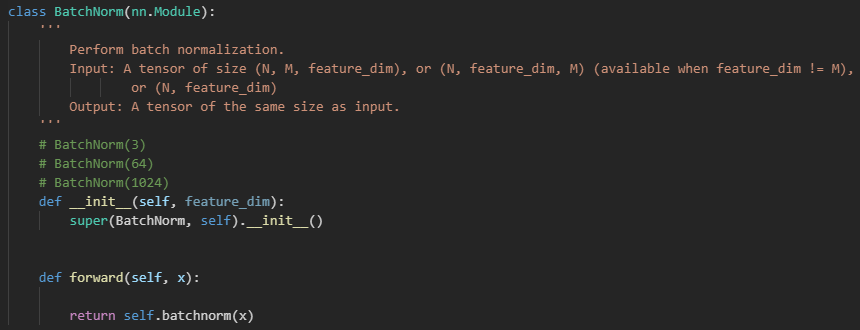 class BatchNorm(nn.Module):
    '''
        Perform batch normalization.
        Input: A tensor of size (N, M, feature_dim), or (N, feature_dim, M) (available when feature_dim != M),
                or (N, feature_dim)
        Output: A tensor of the same size as input.
    '''
    # BatchNorm(3)
    # BatchNorm(64)
    # BatchNorm(1024)
    def __init__(self, feature_dim):
        super(BatchNorm, self).__init__()
    def forward(self, x):
        return self.batchnorm(x)